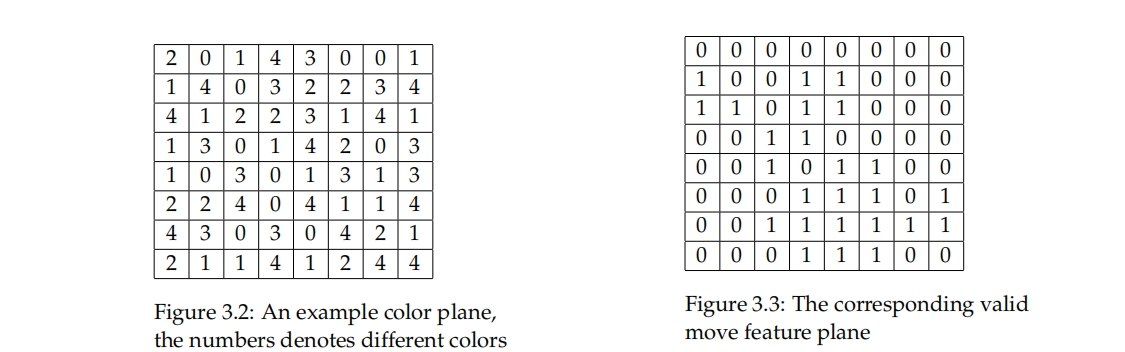 2 0 1 4 3 0 0 1
1 4 0 3 2 2 3 4
4 1 2 2 3 1 4 1
1 3 0 1 4 2 0 3
1 0 3 0 1 3 1 3
2 2 4 0 4 1 1 4
4 3 0 3 0 4 2 1
2 1 1 4 1 2 4 4
Figure 3.2: An example color plane,
the numbers denotes different colors
0 0 0 0 0 0 0 0
1 0 0 1 1 0 0 0
1 1 0 1 1 0 0 0
0 0 1 1 0 0 0 0
0 0 1 0 1 1 0 0
0 0 0 1 1 1 0 1
0 0 1 1 1 1 1 1
0 0 0 1 1 1 0 0
Figure 3.3: The corresponding valid
move feature plane